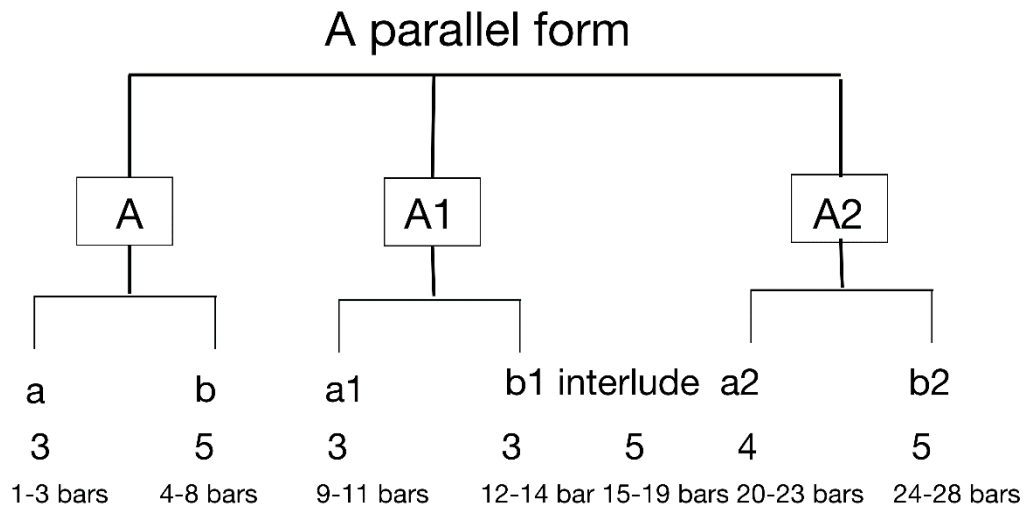 A parallel form
A A1 A2
a b a1 b1 interlude a2 b2
3 5 3 3 5 4 5
1-3 bars 4-8 bars 9-11 bars 12-14 bar 15-19 bars 20-23 bars 24-28 bars